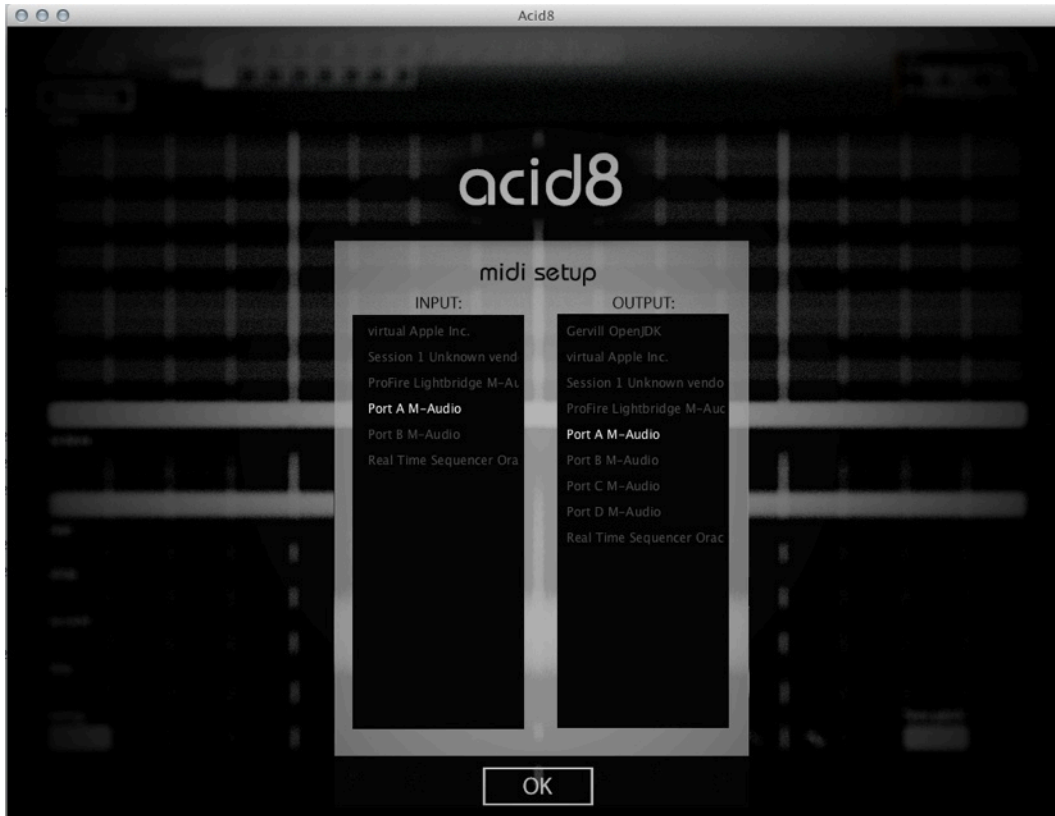 Acid8
acid8
midi setup
INPUT:
virtual Apple Inc.
Session 1 Unknown vend
ProFire Lightbridge M-Au
Port A M-Audio
Port B M-Audio
Real Time Sequencer Ora
OUTPUT:
Gervill OpenJDK
virtual Apple Inc.
Session 1 Unknown vendo
ProFire Lightbridge M-Aud
Port A M-Audio
Port B M-Audio
Port C M-Audio
Port D M-Audio
Real Time Sequencer Orac
OK